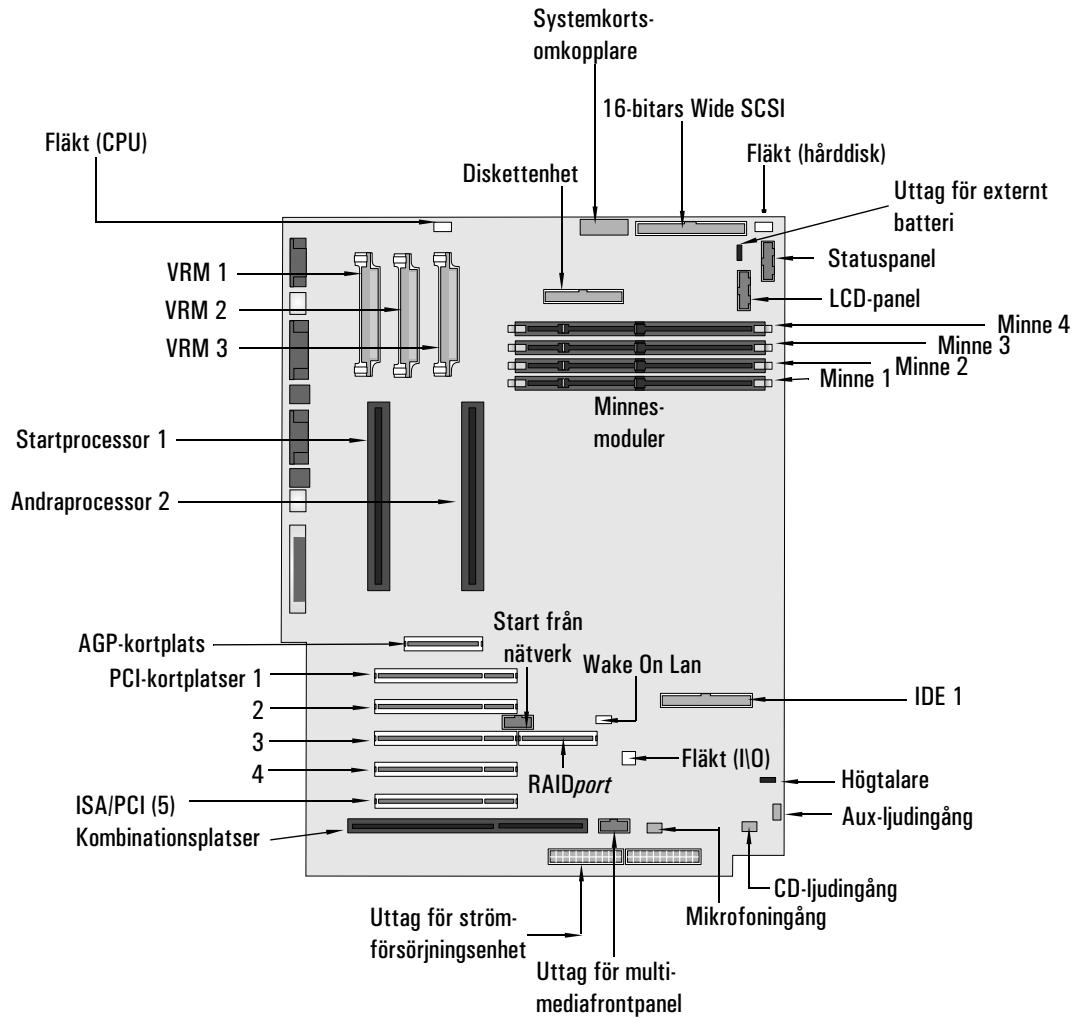 Systemkorts-
omkopplare
16-bitars Wide SCSI
Fläkt (CPU)
Fläkt (hårddisk)
Diskettenhet
Uttag för externt
batteri
VRM 1
Statuspanel
VRM 2
LCD-panel
VRM 3
Minne 4
Minne 3
Minne 2
Minne 1
Minnes-
moduler
Startprocessor 1
Andraprocessor 2
Start från
nätverk
AGP-kortplats
Wake On Lan
PCI-kortplatser 1
IDE 1
2
3
Fläkt (I\O)
4
RAIDport
Högtalare
ISA/PCI (5)
Kombinationsplatser
Aux-ljudingång
CD-ljudingång
Mikrofoningång
Uttag för ström-
försörjningsenhet
Uttag för multi-
mediafrontpanel